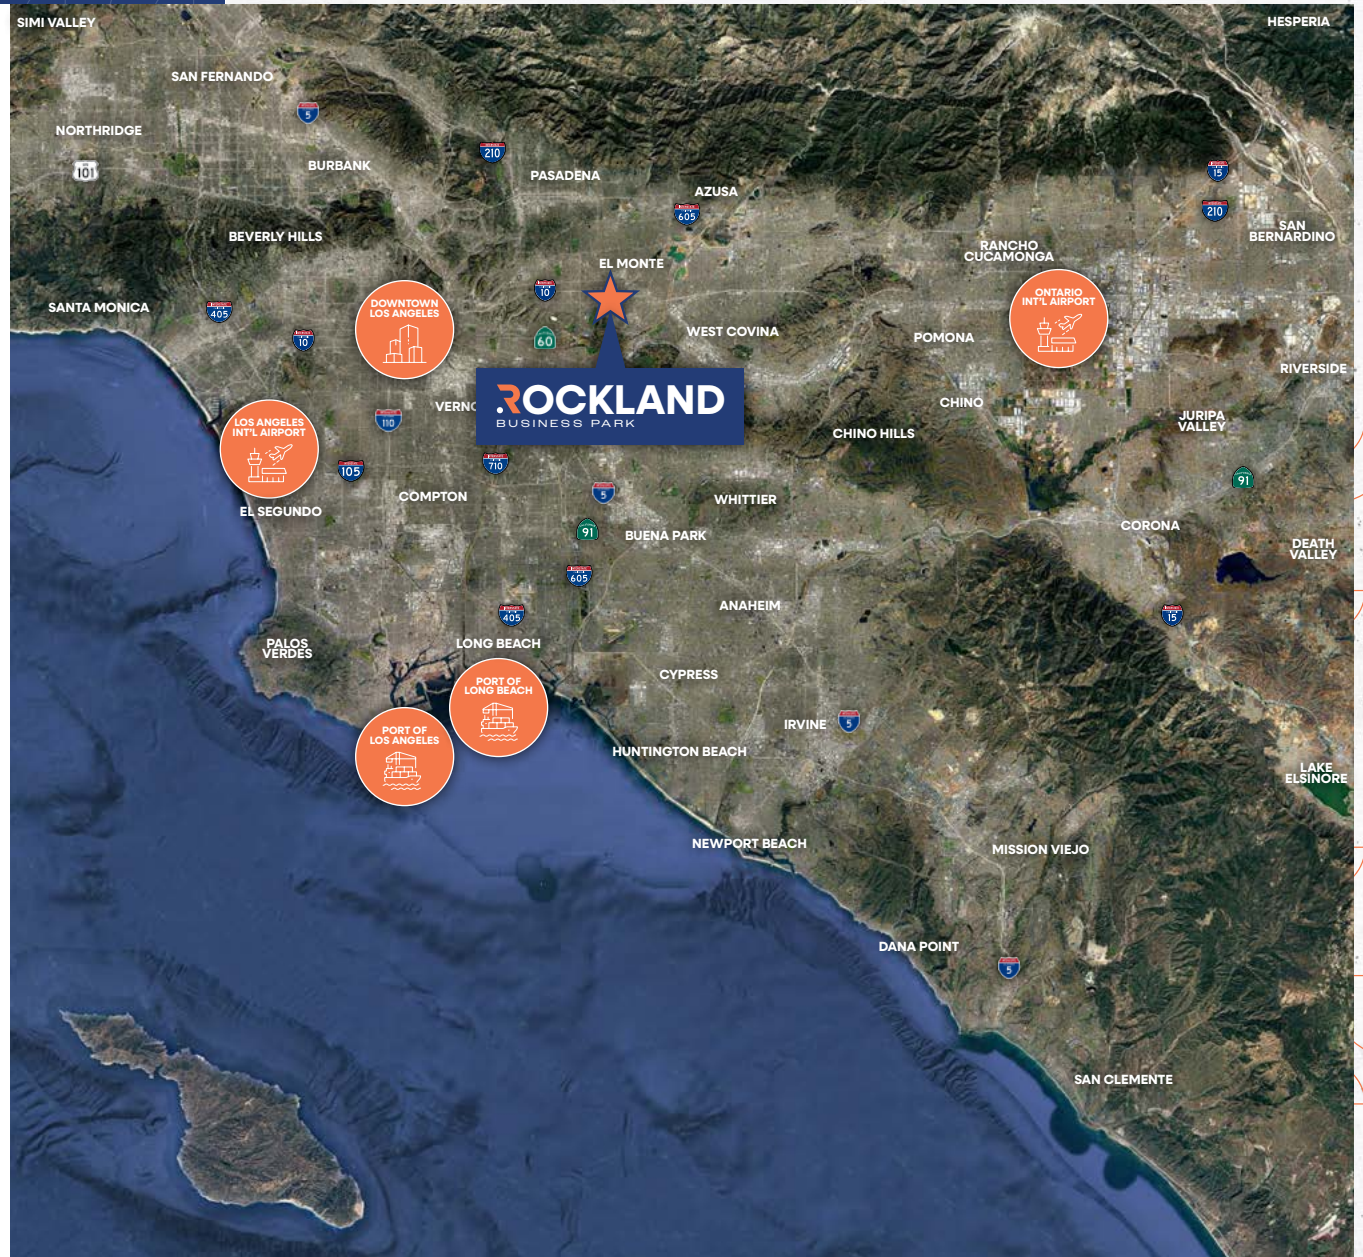 SIMI VALLEY
HESPERIA
SAN FERNANDO
5
NORTHRIDGE
101
BURBANK
210
PASADENA
AZUSA
605
15
210
SAN
BERNARDINO
BEVERLY HILLS
RANCHO
CUCAMONGA
EL MONTE
10
SANTA MONICA
405
10
DOWNTOWN
LOS ANGELES
60
WEST COVINA
ONTARIO
INT'L AIRPORT
POMONA
RIVERSIDE
ROCKLAND
BUSINESS PARK
VERNO
110
CHINO
JURIPA
VALLEY
CHINO HILLS
LOS ANGELES
INT'L AIRPORT
105
710
91
COMPTON
5
WHITTIER
EL SEGUNDO
91
BUENA PARK
CORONA
DEATH
VALLEY
605
405
ANAHEIM
15
PALOS
VERDES
LONG BEACH
CYPRESS
PORT OF
LONG BEACH
PORT OF
LOS ANGELES
IRVINE
5
HUNTINGTON BEACH
LAKE
ELSINORE
NEWPORT BEACH
MISSION VIEJO
DANA POINT
5
SAN CLEMENTE